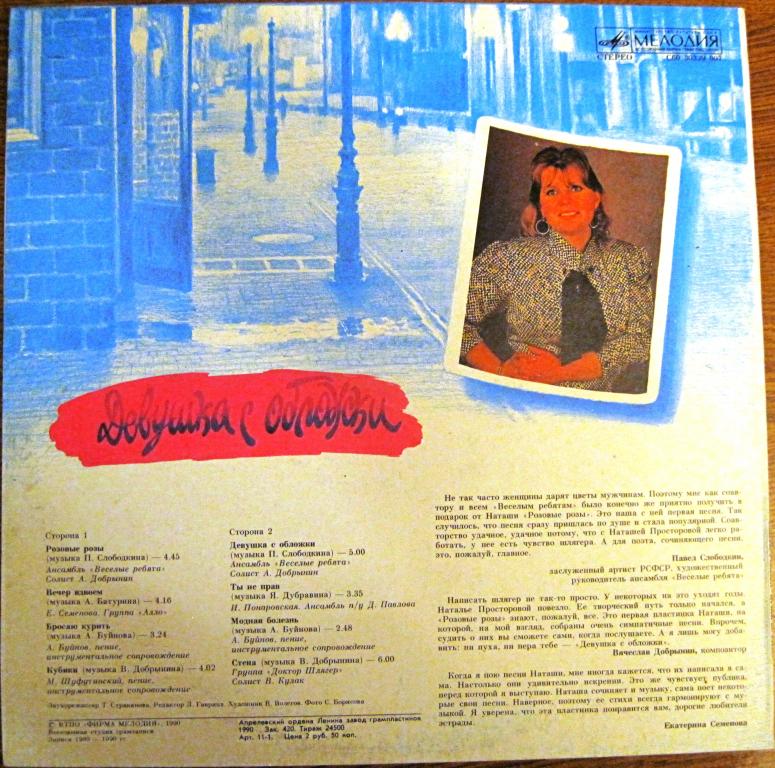 МЕЛОДИЯ
СТЕРЕО
Девушка с обложки
Сторона 1
Розовые розы
(музыка П. Слободкина) — 4.45
Ансамбль «Веселые ребята»
Солист А. Добрынин
Вечер вдвоем
(музыка А. Батурина) — 4.16
Е. Семенова. Группа «Алло»
Бросаю курить
(музыка А. Буйнова) — 3.24
А. Буйнов, пение,
инструментальное сопровождение
Кубики (музыка В. Добрынина) — 4.02
М. Шуфутинский, пение,
инструментальное сопровождение
Сторона 2
Девушка с обложки
(музыка П. Слободкина) — 5.00
Ансамбль «Веселые ребята»
Солист А. Добрынин
Ты не прав
(музыка Я. Дубравина) — 3.35
И. Понаровская. Ансамбль п/у Д. Павлова
Модная болезнь
(музыка А. Буйнова) — 2.48
А. Буйнов, пение,
инструментальное сопровождение
Стена (музыка В. Добрынина) — 6.00
Группа «Доктор Шлягер»
Солист В. Кулак
Звукорежиссер Т. Страканова. Редактор Л. Гаврина. Художник В. Волегов. Фото С. Борисова
© ВТПО «ФИРМА МЕЛОДИЯ», 1990
Всесоюзная студия грамзаписи
Записи 1989 — 1990 гг.
Апрелевский ордена Ленина завод грампластинок
1990 Зак. 420. Тираж 24500
Арт. 11-1. Цена 2 руб. 50 коп.
Не так часто женщины дарят цветы мужчинам. Поэтому мне как соав-
тору и всем «Веселым ребятам» было конечно же приятно получить в
подарок от Наташи «Розовые розы». Это наша с ней первая песня. Так
случилось, что песня сразу пришлась по душе и стала популярной. Соав-
торство удачное, удачное потому, что с Наташей Просторовой легко ра-
ботать, у нее есть чувство шлягера. А для поэта, сочиняющего песни,
это, пожалуй, главное.
Павел Слободкин,
заслуженный артист РСФСР, художественный
руководитель ансамбля «Веселые ребята»
Написать шлягер не так-то просто. У некоторых на это уходят годы.
Наталье Просторовой повезло. Ее творческий путь только начался, а
«Розовые розы» знают, пожалуй, все. Это первая пластинка Наташи, на
которой, на мой взгляд, собраны очень симпатичные песни. Впрочем,
судить о них вы сможете сами, когда послушаете. А я лишь могу доба-
вить: ни пуха, ни пера тебе — «Девушка с обложки».
Вячеслав Добрынин, композитор
Когда я пою песни Наташи, мне иногда кажется, что их написала я са-
ма. Настолько они удивительно искренни. Это же чувствует публика,
перед которой я выступаю. Наташа сочиняет и музыку, сама поет некото-
рые свои песни. Наверное, поэтому ее стихи всегда гармонируют с му-
зыкой. Я уверена, что эта пластинка понравится вам, дорогие любители
эстрады.
Екатерина Семенова